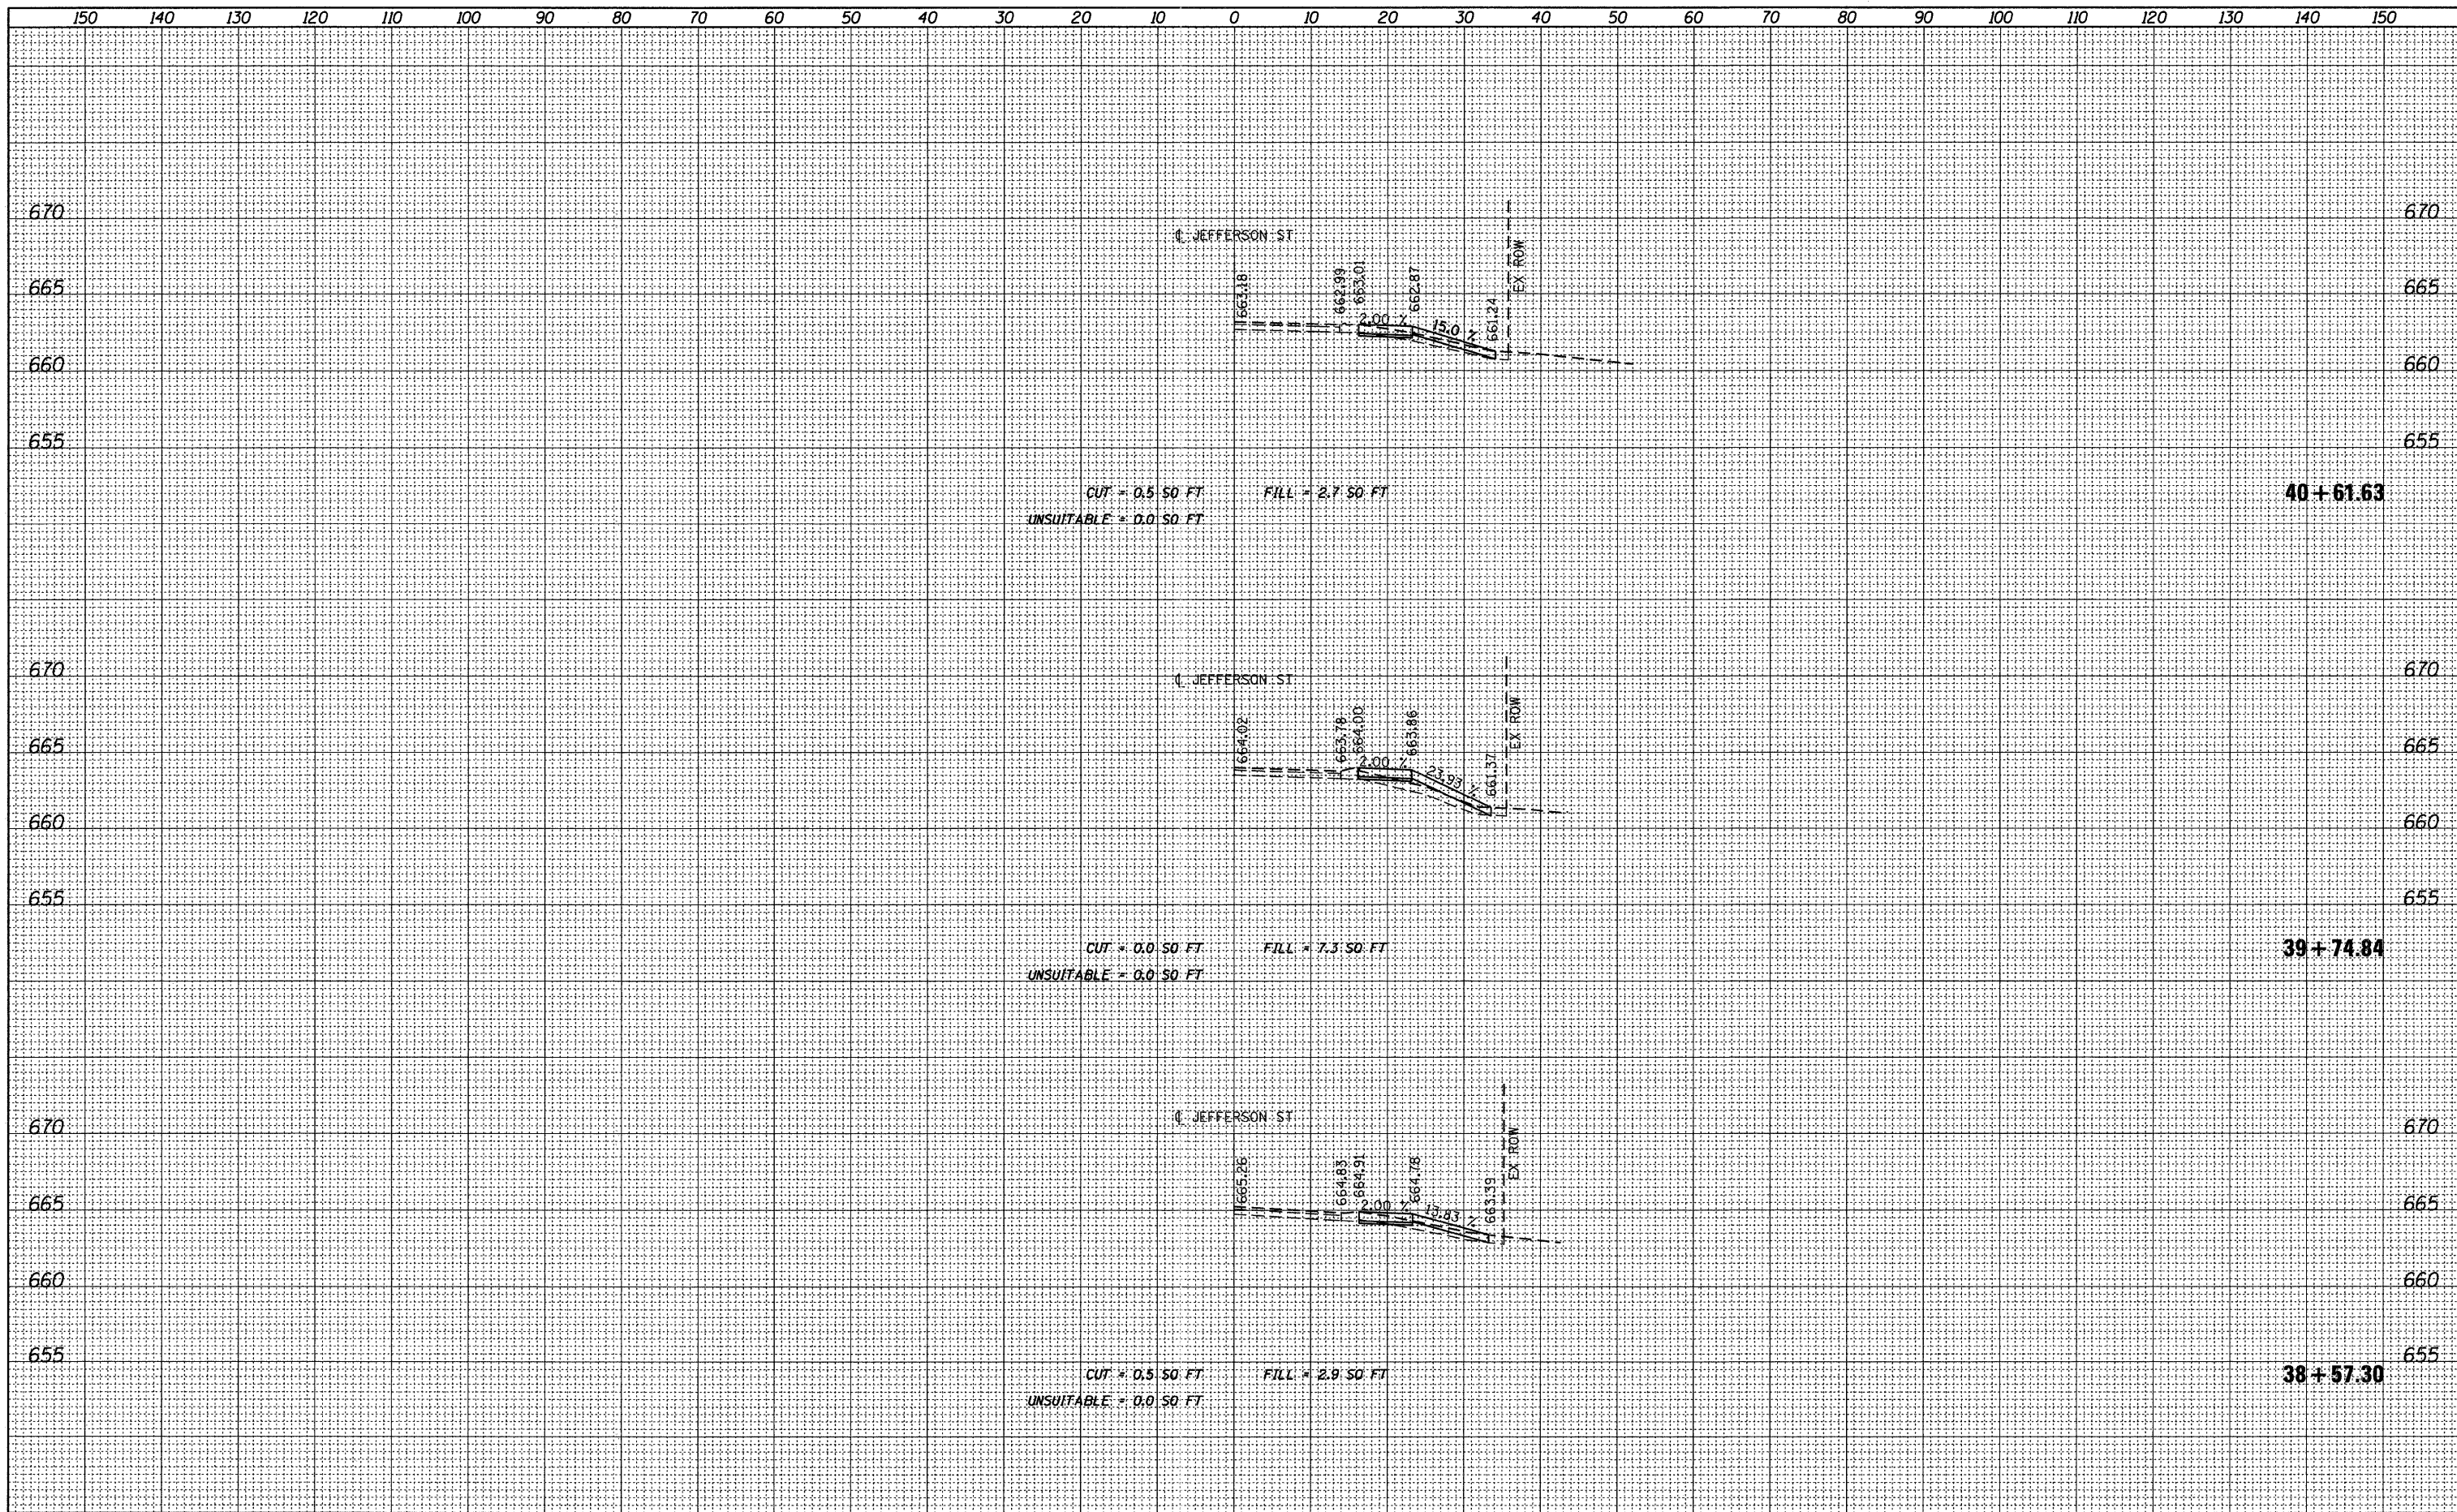 150 140 130 120 110 100 90 80 70 60 50 40 30 20 10 0 10 20 30 40 50 60 70 80 90 100 110 120 130 140 150
670 670
℄ JEFFERSON ST
EX ROW
663.18 662.99 663.01 662.87 661.24
665 665
2.00 % 15.0 %
660 660
655 655
CUT = 0.5 SQ FT FILL = 2.7 SQ FT 40+61.63
UNSUITABLE = 0.0 SQ FT
670 670
℄ JEFFERSON ST
EX ROW
664.02 663.78 664.00 663.86 661.37
665 665
2.00 % 23.93 %
660 660
655 655
CUT = 0.0 SQ FT FILL = 7.3 SQ FT 39+74.84
UNSUITABLE = 0.0 SQ FT
℄ JEFFERSON ST
670 670
EX ROW
665.26 664.83 664.91 664.78 663.39
665 665
2.00 % 13.83 %
660 660
655 655
CUT = 0.5 SQ FT FILL = 2.9 SQ FT 38+57.30
UNSUITABLE = 0.0 SQ FT